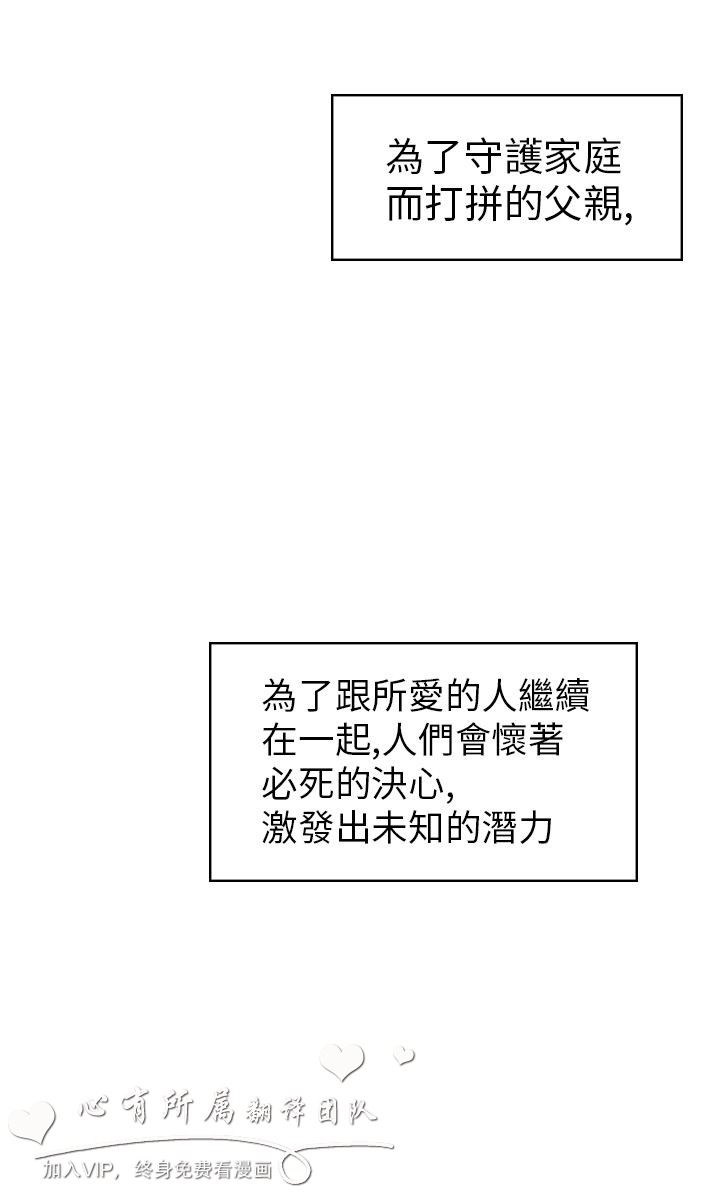 為了守護家庭
而打拼的父親,
為了跟所愛的人繼續
在一起,人們會懷著
必死的決心,
激發出未知的潛力
心有所属翻译团队
加入VIP，终身免费看漫画